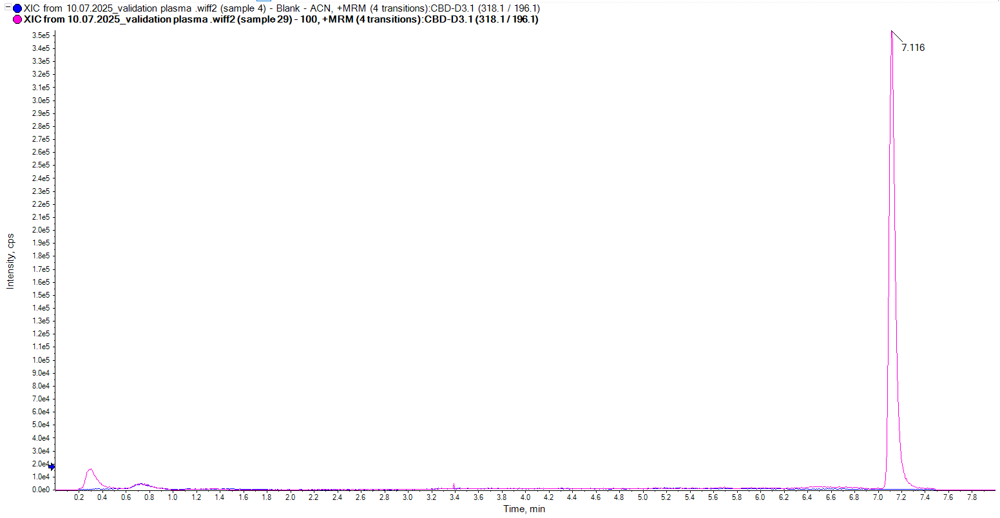 XIC from 10.07.2025_validation plasma .wiff2 (sample 4) - Blank - ACN, +MRM (4 transitions):CBD-D3.1 (318.1 / 196.1)
XIC from 10.07.2025_validation plasma .wiff2 (sample 29) - 100, +MRM (4 transitions):CBD-D3.1 (318.1 / 196.1)
7.116
3.5e5
3.4e5
3.3e5
3.2e5
3.1e5
3.0e5
2.9e5
2.8e5
2.7e5
2.6e5
2.5e5
2.4e5
2.3e5
2.2e5
2.1e5
2.0e5
1.9e5
1.8e5
1.7e5
1.6e5
1.5e5
1.4e5
1.3e5
1.2e5
1.1e5
1.0e5
9.0e4
8.0e4
7.0e4
6.0e4
5.0e4
4.0e4
3.0e4
2.0e4
1.0e4
0.0e0
Intensity, cps
0.2 0.4 0.6 0.8 1.0 1.2 1.4 1.6 1.8 2.0 2.2 2.4 2.6 2.8 3.0 3.2 3.4 3.6 3.8 4.0 4.2 4.4 4.6 4.8 5.0 5.2 5.4 5.6 5.8 6.0 6.2 6.4 6.6 6.8 7.0 7.2 7.4 7.6 7.8
Time, min